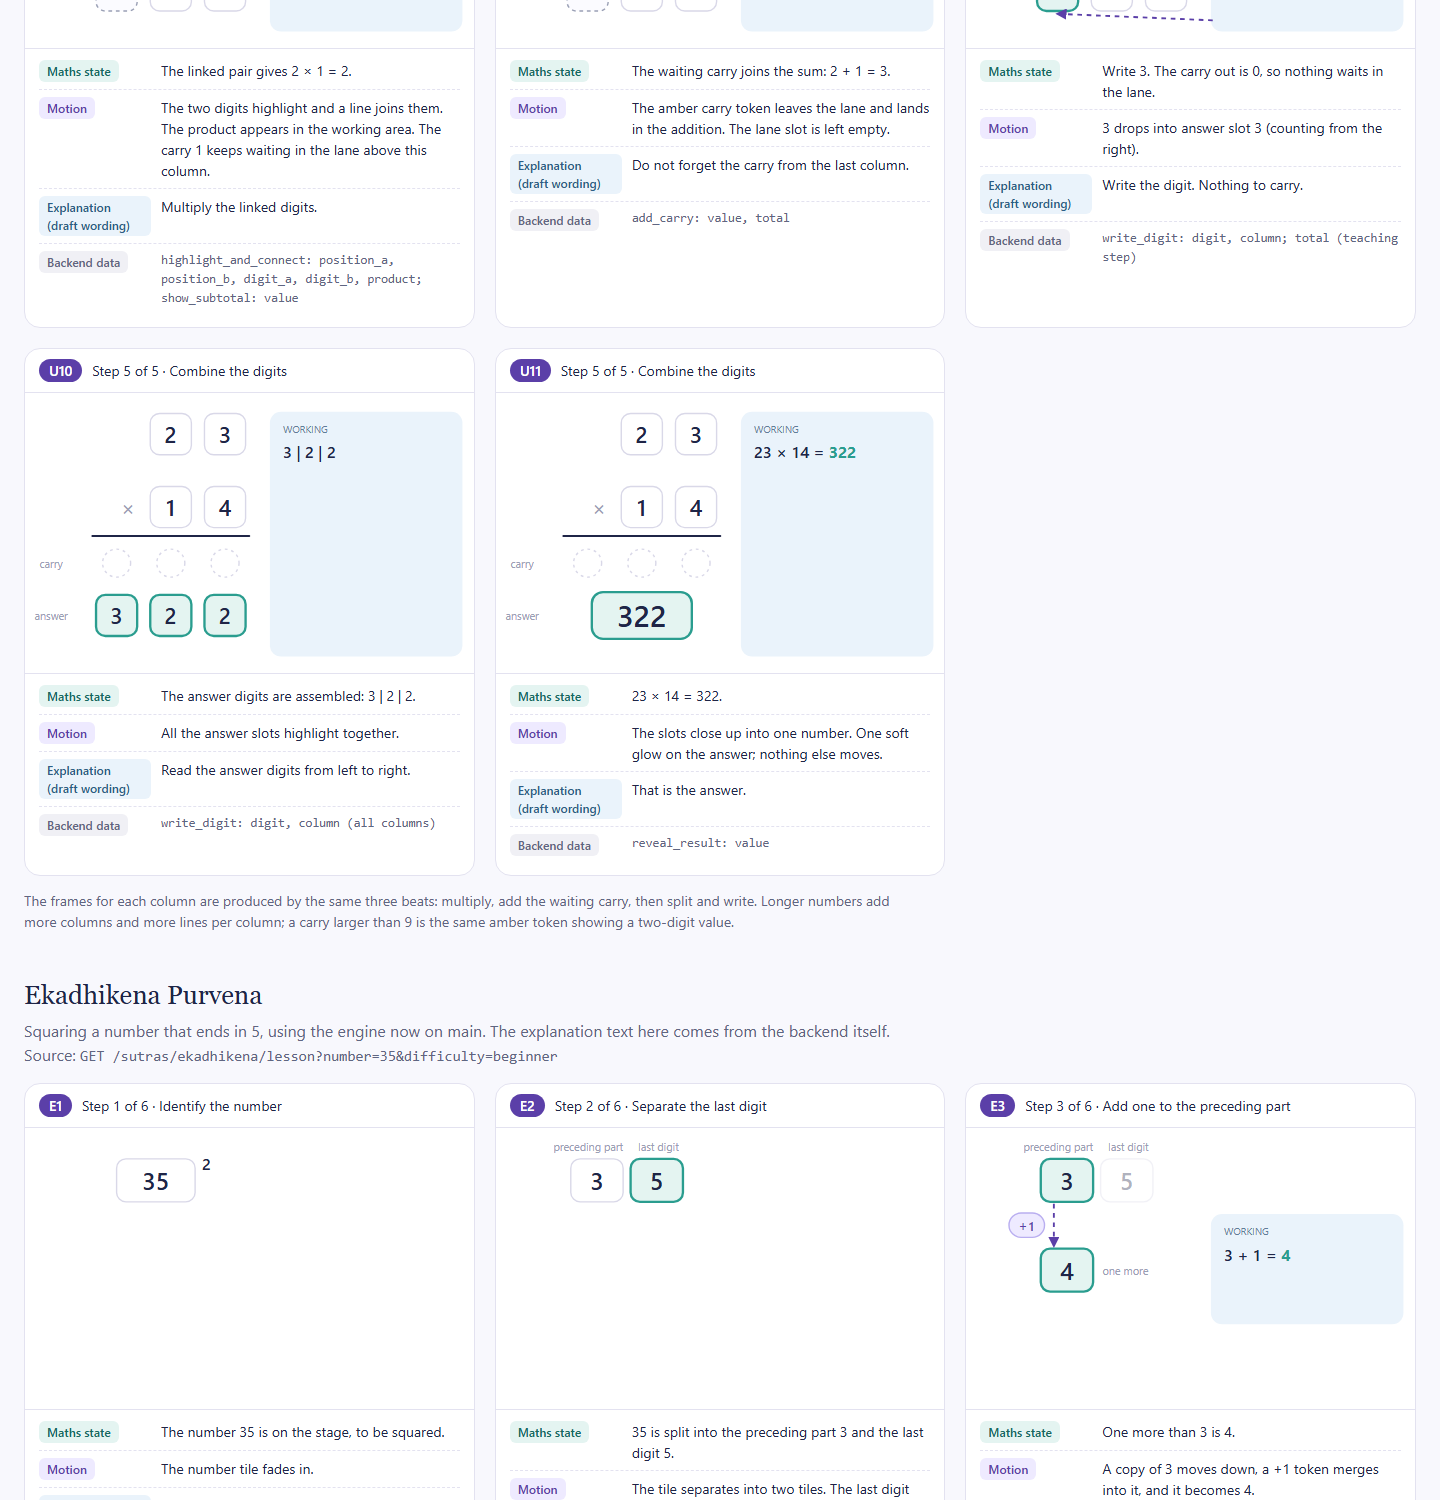 Maths state
The linked pair gives 2 × 1 = 2.
Motion
The two digits highlight and a line joins them.
The product appears in the working area. The
carry 1 keeps waiting in the lane above this
column.
Explanation
(draft wording)
Multiply the linked digits.
Backend data
highlight_and_connect: position_a,
position_b, digit_a, digit_b, product;
show_subtotal: value
Maths state
The waiting carry joins the sum: 2 + 1 = 3.
Motion
The amber carry token leaves the lane and lands
in the addition. The lane slot is left empty.
Explanation
(draft wording)
Do not forget the carry from the last column.
Backend data
add_carry: value, total
Maths state
Write 3. The carry out is 0, so nothing waits in
the lane.
Motion
3 drops into answer slot 3 (counting from the
right).
Explanation
(draft wording)
Write the digit. Nothing to carry.
Backend data
write_digit: digit, column; total (teaching
step)
U10 Step 5 of 5 · Combine the digits
2 3
× 1 4
carry
answer 3 2 2
WORKING
3 | 2 | 2
Maths state
The answer digits are assembled: 3 | 2 | 2.
Motion
All the answer slots highlight together.
Explanation
(draft wording)
Read the answer digits from left to right.
Backend data
write_digit: digit, column (all columns)
U11 Step 5 of 5 · Combine the digits
2 3
× 1 4
carry
answer 322
WORKING
23 × 14 = 322
Maths state
23 × 14 = 322.
Motion
The slots close up into one number. One soft
glow on the answer; nothing else moves.
Explanation
(draft wording)
That is the answer.
Backend data
reveal_result: value
The frames for each column are produced by the same three beats: multiply, add the waiting carry, then split and write. Longer numbers add
more columns and more lines per column; a carry larger than 9 is the same amber token showing a two-digit value.
Ekadhikena Purvena
Squaring a number that ends in 5, using the engine now on main. The explanation text here comes from the backend itself.
Source: GET /sutras/ekadhikena/lesson?number=35&difficulty=beginner
E1 Step 1 of 6 · Identify the number
35 2
Maths state
The number 35 is on the stage, to be squared.
Motion
The number tile fades in.
E2 Step 2 of 6 · Separate the last digit
preceding part last digit
3 5
Maths state
35 is split into the preceding part 3 and the last
digit 5.
Motion
The tile separates into two tiles. The last digit
E3 Step 3 of 6 · Add one to the preceding part
preceding part last digit
3 5
+1
4 one more
WORKING
3 + 1 = 4
Maths state
One more than 3 is 4.
Motion
A copy of 3 moves down, a +1 token merges
into it, and it becomes 4.